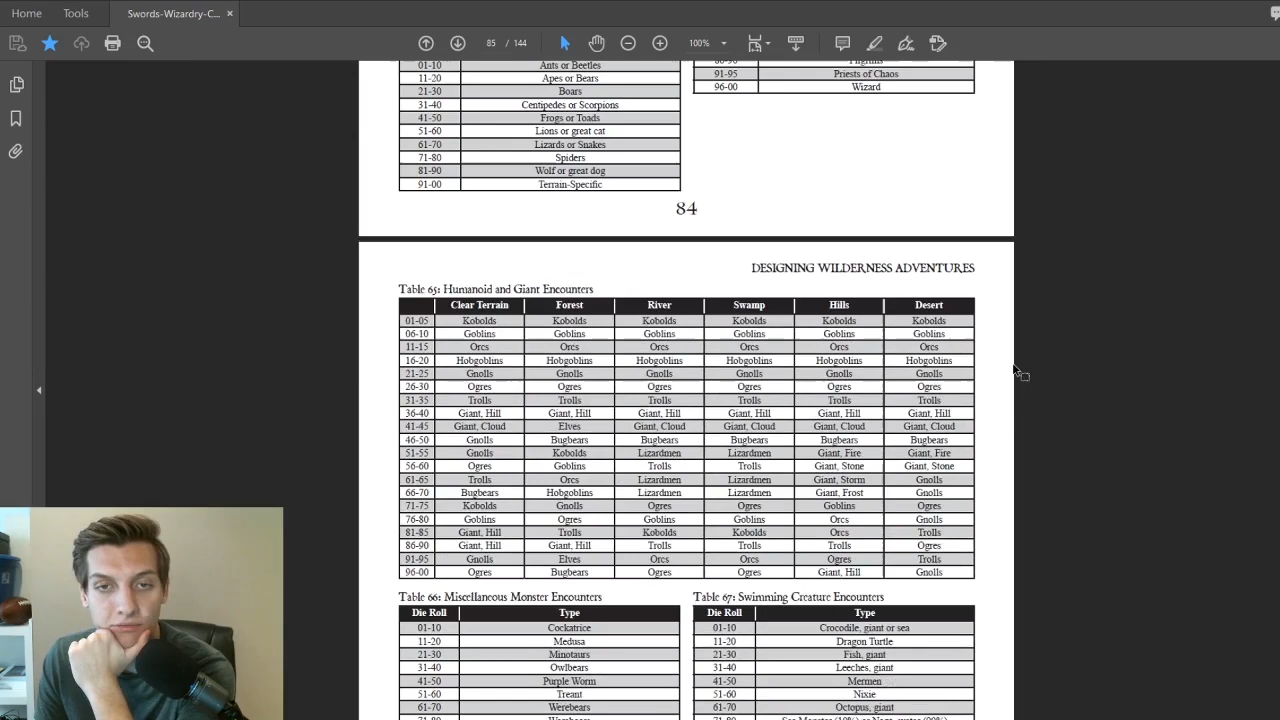 Home Tools Swords-Wizardry-C... ×
85 / 144 100%
01-10 Ants or Beetles
11-20 Apes or Bears
21-30 Boars
31-40 Centipedes or Scorpions
41-50 Frogs or Toads
51-60 Lions or great cat
61-70 Lizards or Snakes
71-80 Spiders
81-90 Wolf or great dog
91-00 Terrain-Specific
91-95 Priests of Chaos
96-00 Wizard
84
DESIGNING WILDERNESS ADVENTURES
Table 65: Humanoid and Giant Encounters
Clear Terrain Forest River Swamp Hills Desert
01-05 Kobolds Kobolds Kobolds Kobolds Kobolds Kobolds
06-10 Goblins Goblins Goblins Goblins Goblins Goblins
11-15 Orcs Orcs Orcs Orcs Orcs Orcs
16-20 Hobgoblins Hobgoblins Hobgoblins Hobgoblins Hobgoblins Hobgoblins
21-25 Gnolls Gnolls Gnolls Gnolls Gnolls Gnolls
26-30 Ogres Ogres Ogres Ogres Ogres Ogres
31-35 Trolls Trolls Trolls Trolls Trolls Trolls
36-40 Giant, Hill Giant, Hill Giant, Hill Giant, Hill Giant, Hill Giant, Hill
41-45 Giant, Cloud Elves Giant, Cloud Giant, Cloud Giant, Cloud Giant, Cloud
46-50 Gnolls Bugbears Bugbears Bugbears Bugbears Bugbears
51-55 Gnolls Kobolds Lizardmen Lizardmen Giant, Fire Giant, Fire
56-60 Ogres Goblins Trolls Trolls Giant, Stone Giant, Stone
61-65 Trolls Orcs Lizardmen Lizardmen Giant, Storm Gnolls
66-70 Bugbears Hobgoblins Lizardmen Lizardmen Giant, Frost Gnolls
71-75 Kobolds Gnolls Ogres Ogres Goblins Ogres
76-80 Goblins Ogres Goblins Goblins Orcs Gnolls
81-85 Giant, Hill Trolls Kobolds Kobolds Orcs Trolls
86-90 Giant, Hill Giant, Hill Trolls Trolls Trolls Ogres
91-95 Gnolls Elves Orcs Orcs Ogres Trolls
96-00 Ogres Bugbears Ogres Ogres Giant, Hill Gnolls
Table 66: Miscellaneous Monster Encounters
Die Roll Type
01-10 Cockatrice
11-20 Medusa
21-30 Minotaurs
31-40 Owlbears
41-50 Purple Worm
51-60 Treant
61-70 Werebears
Table 67: Swimming Creature Encounters
Die Roll Type
01-10 Crocodile, giant or sea
11-20 Dragon Turtle
21-30 Fish, giant
31-40 Leeches, giant
41-50 Mermen
51-60 Nixie
61-70 Octopus, giant